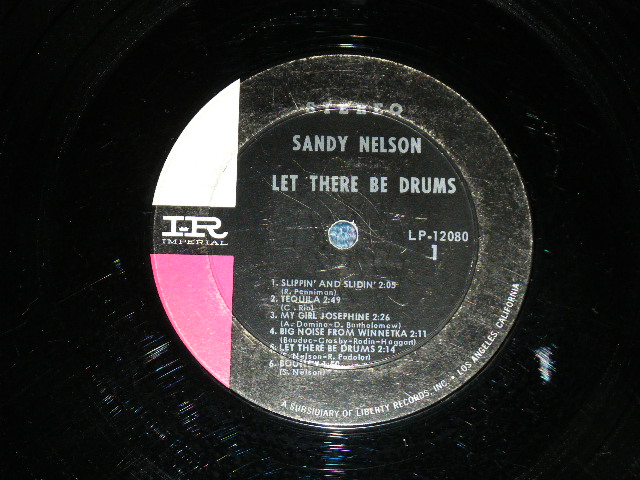 STEREO
SANDY NELSON
LET THERE BE DRUMS
I-R
IMPERIAL
LP-12080
1
1. SLIPPIN' AND SLIDIN' 2:05
(R. Penniman)
2. TEQUILA 2:49
(C. Rio)
3. MY GIRL JOSEPHINE 2:26
(A. Domino-D. Bartholomew)
4. BIG NOISE FROM WINNETKA 2:11
(Bauduc-Crosby-Rodin-Haggart)
5. LET THERE BE DRUMS 2:14
Nelson-R. Podolor)
6.
(S. Nelson)
A SUBSIDIARY OF LIBERTY RECORDS, INC • LOS ANGELES, CALIFORNIA